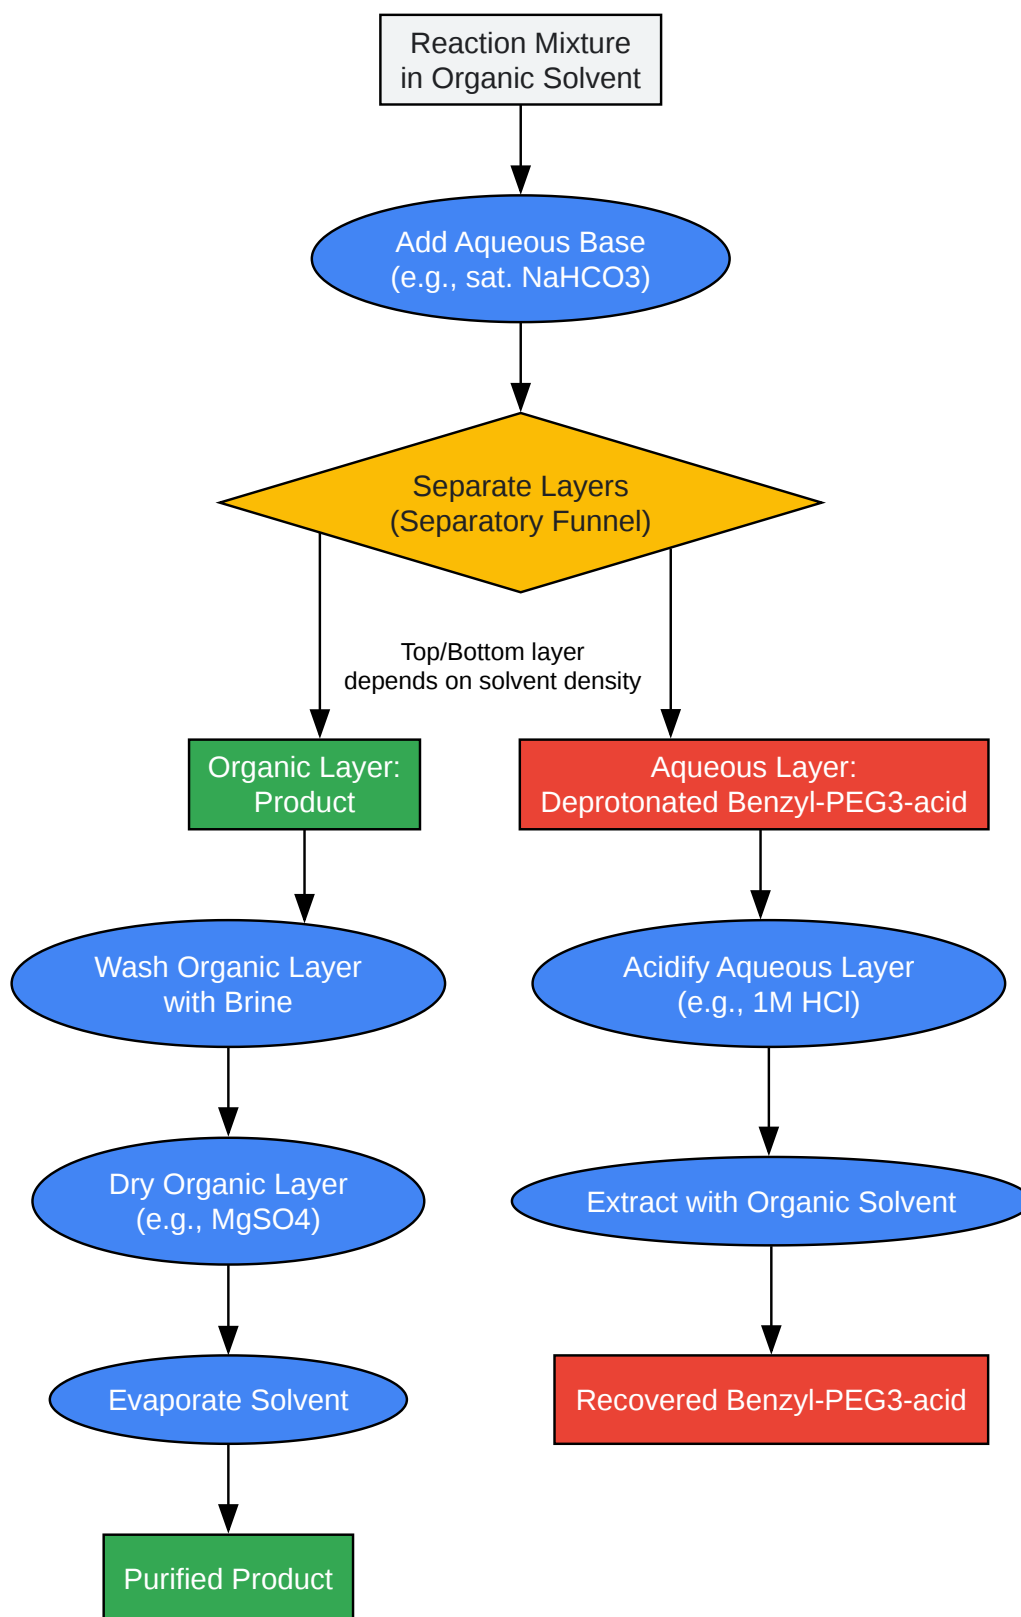 Reaction Mixture
in Organic Solvent
Add Aqueous Base
(e.g., sat. NaHCO3)
Separate Layers
(Separatory Funnel)
Top/Bottom layer
depends on solvent density
Organic Layer:
Product
Aqueous Layer:
Deprotonated Benzyl-PEG3-acid
Wash Organic Layer
with Brine
Acidify Aqueous Layer
(e.g., 1M HCl)
Dry Organic Layer
(e.g., MgSO4)
Extract with Organic Solvent
Evaporate Solvent
Recovered Benzyl-PEG3-acid
Purified Product